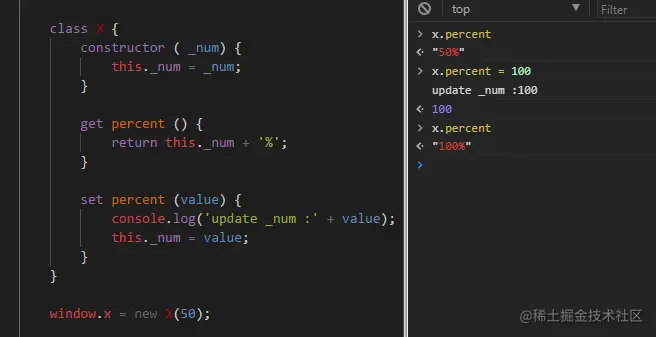 class X {
constructor ( _num) {
this._num = _num;
}
get percent () {
return this._num + '%';
}
set percent (value) {
console.log('update _num :' + value);
this._num = value;
}
}
window.x = new X(50);
top
Filter
x.percent
"50%"
x.percent = 100
update _num :100
100
x.percent
"100%"
@稀土掘金技术社区